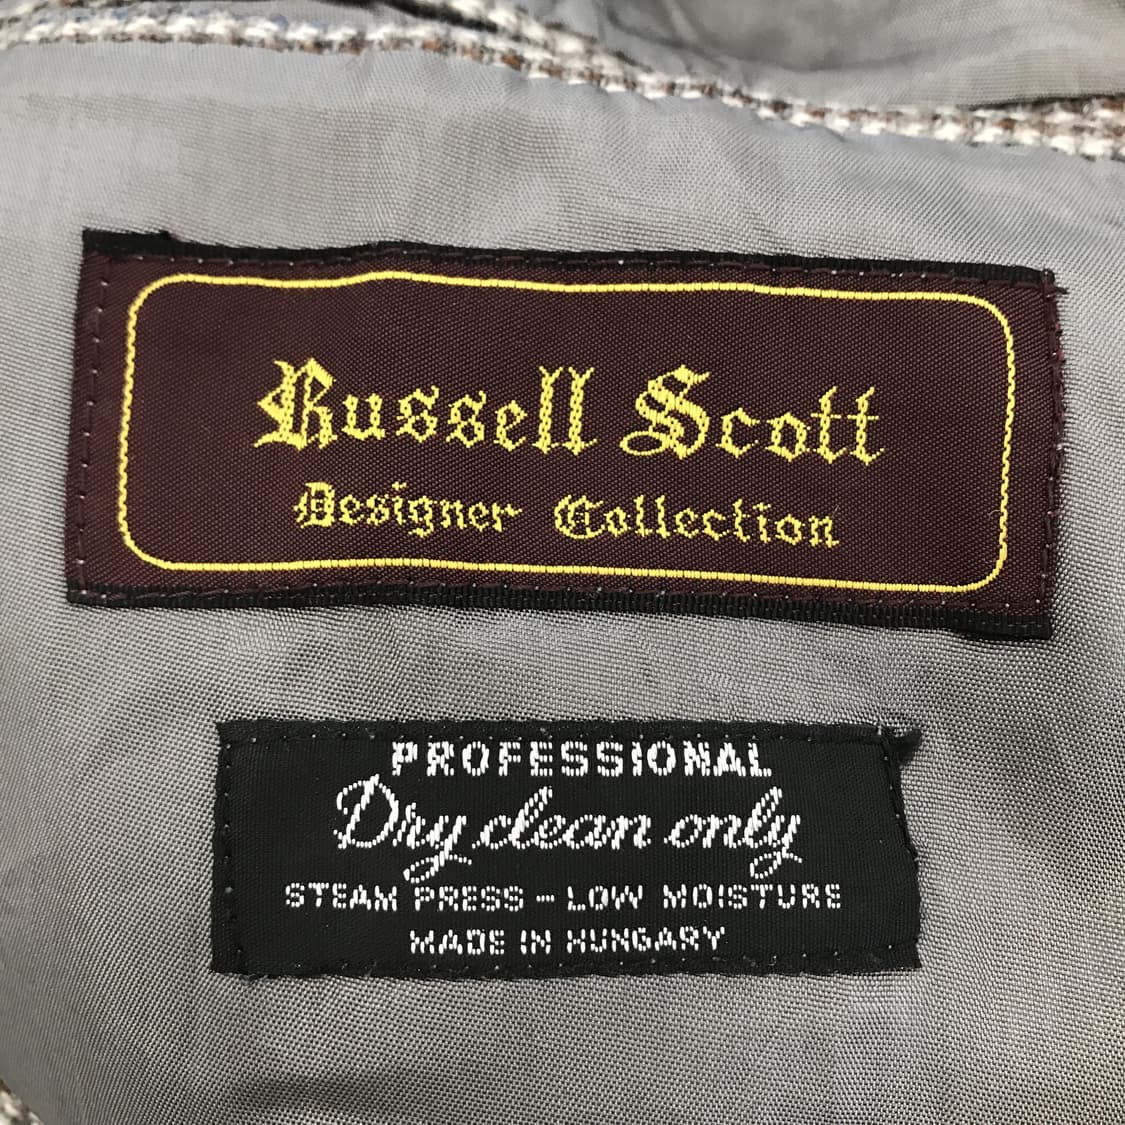 Russell Scott
Designer Collection
PROFESSIONAL
Dry clean only
STEAM PRESS - LOW MOISTURE
MADE IN HUNGARY